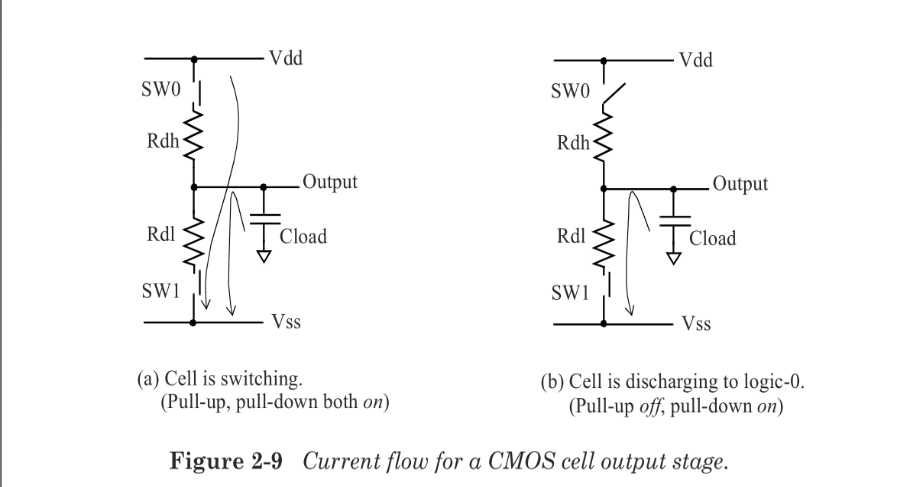 Vdd
SW0
Rdh
Output
Rdl
Cload
SW1
Vss
(a) Cell is switching.
(Pull-up, pull-down both on)
Vdd
SW0
Rdh
Output
Rdl
Cload
SW1
Vss
(b) Cell is discharging to logic-0.
(Pull-up off, pull-down on)
Figure 2-9 Current flow for a CMOS cell output stage.